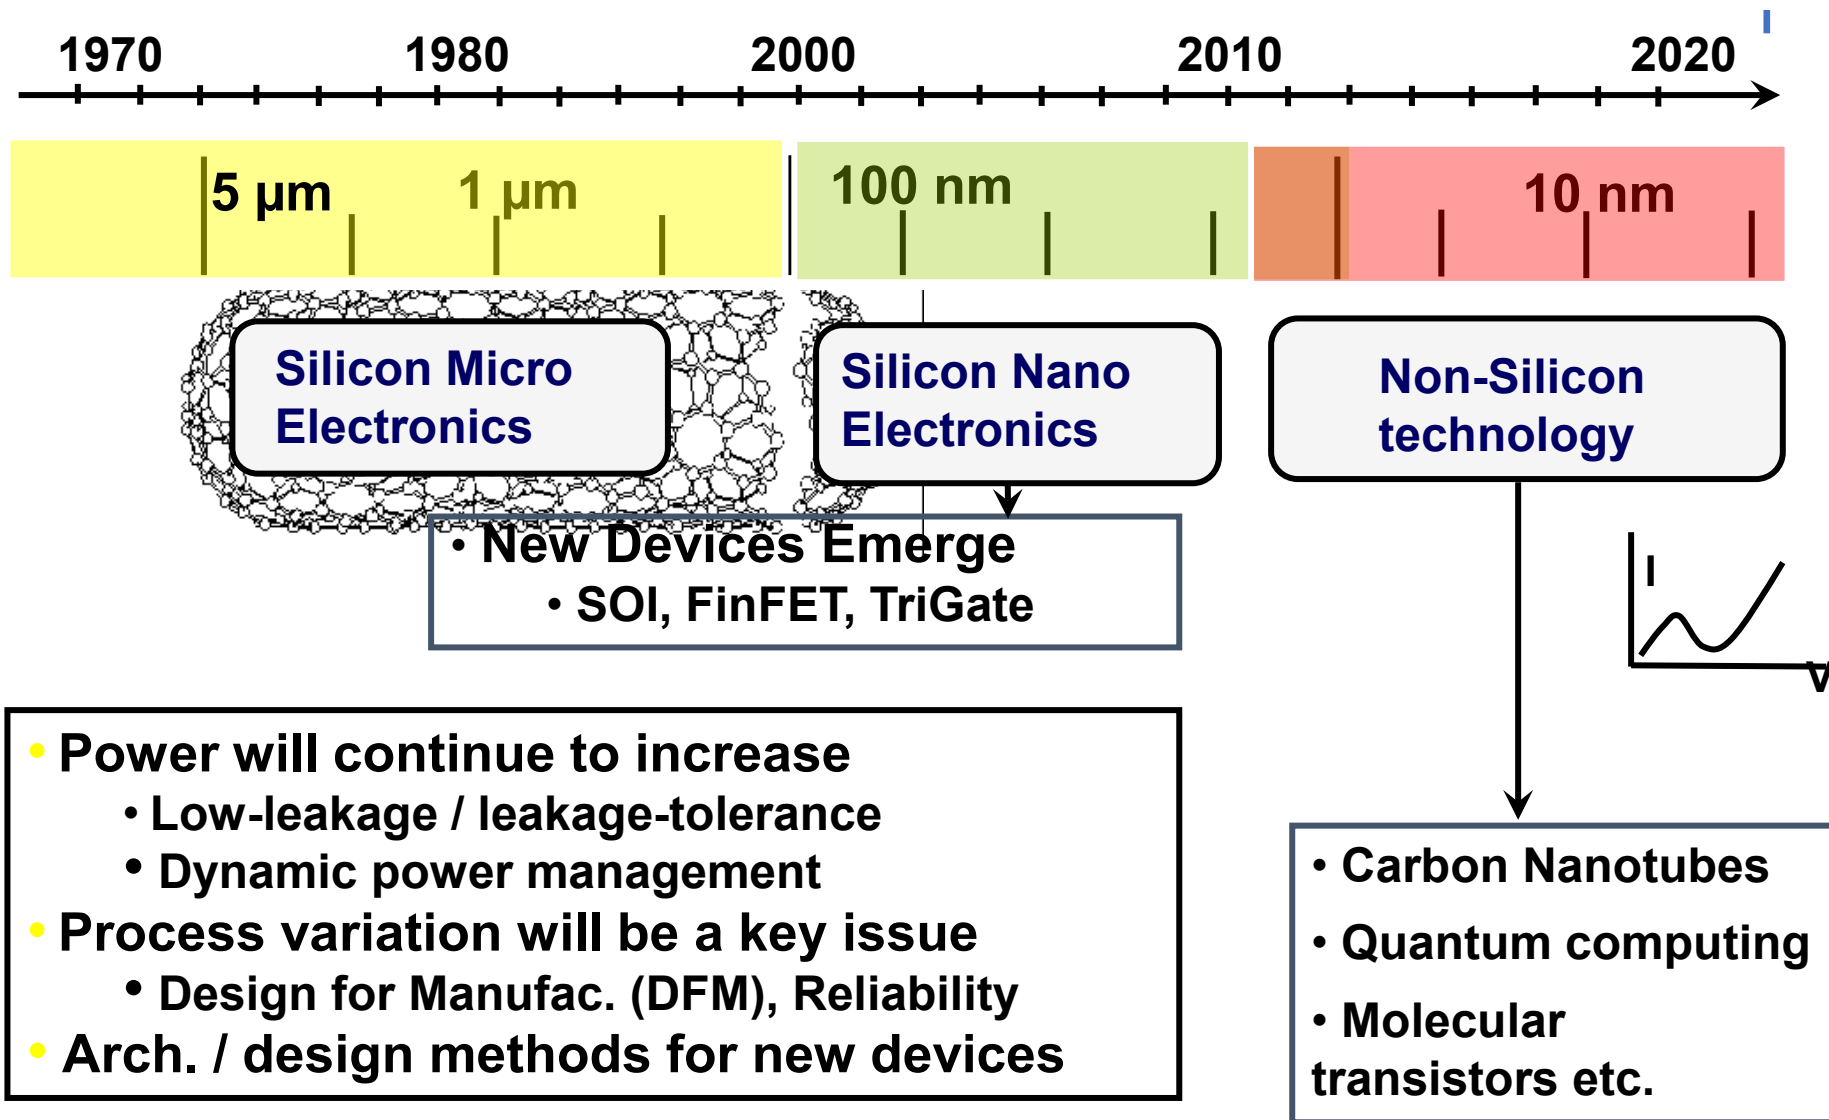 1970 1980 2000 2010 2020
5 µm 1 µm 100 nm 10 nm
Silicon Micro
Electronics
Silicon Nano
Electronics
Non-Silicon
technology
• New Devices Emerge
• SOI, FinFET, TriGate
I
V
• Power will continue to increase
• Low-leakage / leakage-tolerance
• Dynamic power management
• Process variation will be a key issue
• Design for Manufac. (DFM), Reliability
• Arch. / design methods for new devices
• Carbon Nanotubes
• Quantum computing
• Molecular
transistors etc.